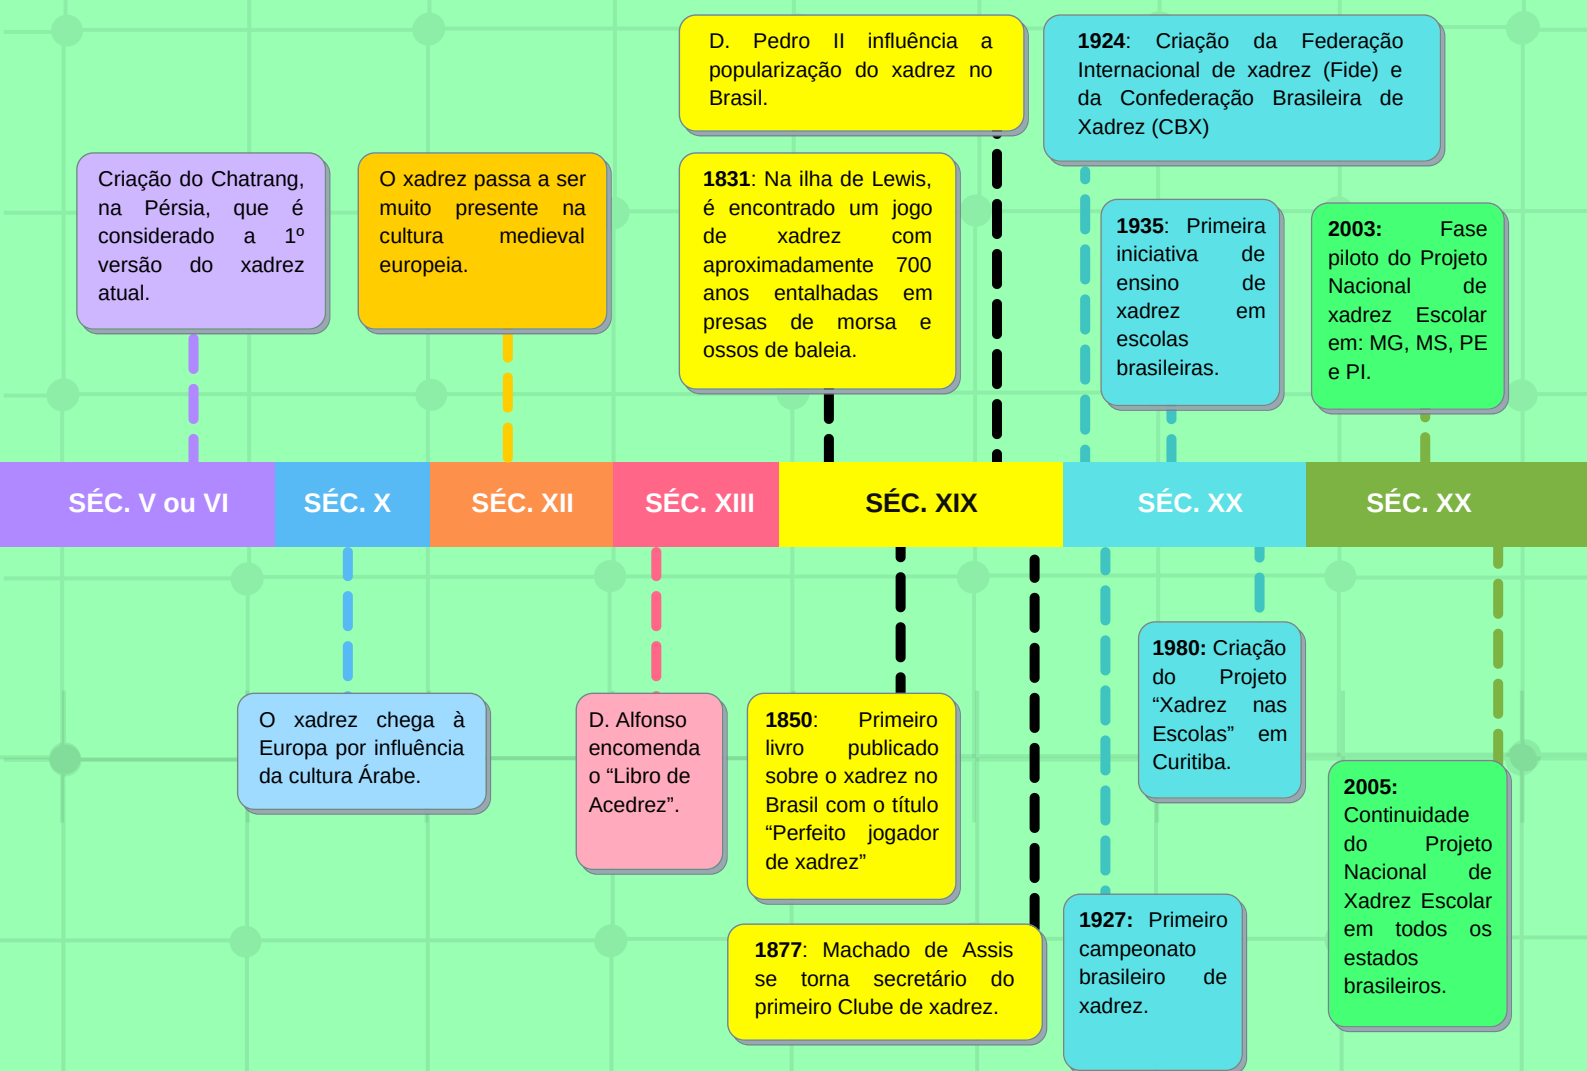 D. Pedro II influência a
popularização do xadrez no
Brasil.
1924: Criação da Federação
Internacional de xadrez (Fide) e
da Confederação Brasileira de
Xadrez (CBX)
Criação do Chatrang,
na Pérsia, que é
considerado a 1º
versão do xadrez
atual.
O xadrez passa a ser
muito presente na
cultura medieval
europeia.
1831: Na ilha de Lewis,
é encontrado um jogo
de xadrez com
aproximadamente 700
anos entalhadas em
presas de morsa e
ossos de baleia.
1935: Primeira
iniciativa de
ensino de
xadrez em
escolas
brasileiras.
2003: Fase
piloto do Projeto
Nacional de
xadrez Escolar
em: MG, MS, PE
e PI.
SÉC. V ou VI
SÉC. X
SÉC. XII
SÉC. XIII
SÉC. XIX
SÉC. XX
SÉC. XX
O xadrez chega à
Europa por influência
da cultura Árabe.
D. Alfonso
encomenda
o “Libro de
Acedrez”.
1850: Primeiro
livro publicado
sobre o xadrez no
Brasil com o título
“Perfeito jogador
de xadrez”
1877: Machado de Assis
se torna secretário do
primeiro Clube de xadrez.
1980: Criação
do Projeto
“Xadrez nas
Escolas” em
Curitiba.
1927: Primeiro
campeonato
brasileiro de
xadrez.
2005:
Continuidade
do Projeto
Nacional de
Xadrez Escolar
em todos os
estados
brasileiros.